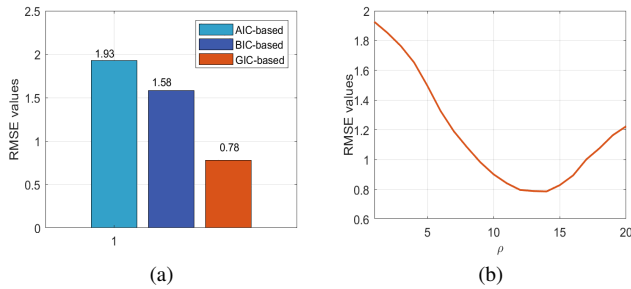 2.5
2
1.5
1
0.5
0
RMSE values
1.93
1.58
0.78
AIC-based
BIC-based
GIC-based
1
(a)
2
1.8
1.6
1.4
1.2
1
0.8
0.6
RMSE values
5
10
15
20
ρ
(b)